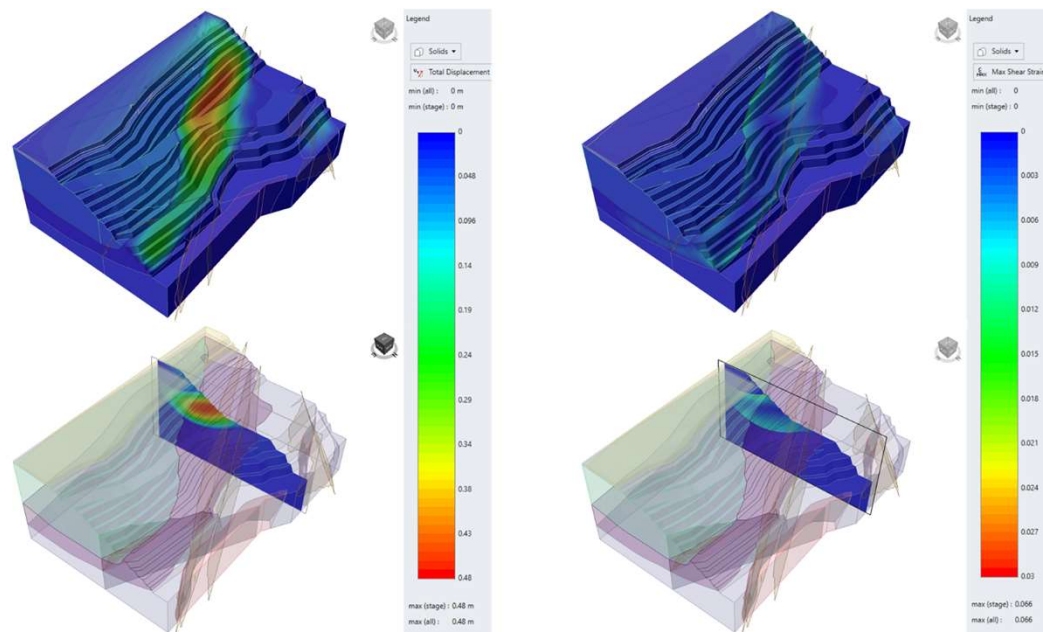 Legend
Solids
Total Displacement
min (all) : 0 m
min (stage) : 0 m
0
0.048
0.096
0.14
0.19
0.24
0.29
0.34
0.38
0.43
0.48
max (stage) : 0.48 m
max (all) : 0.48 m
Legend
Solids
Max Shear Strain
min (all) : 0
min (stage) : 0
0
0.003
0.006
0.009
0.012
0.015
0.018
0.021
0.024
0.027
0.03
max (stage) : 0.066
max (all) : 0.066